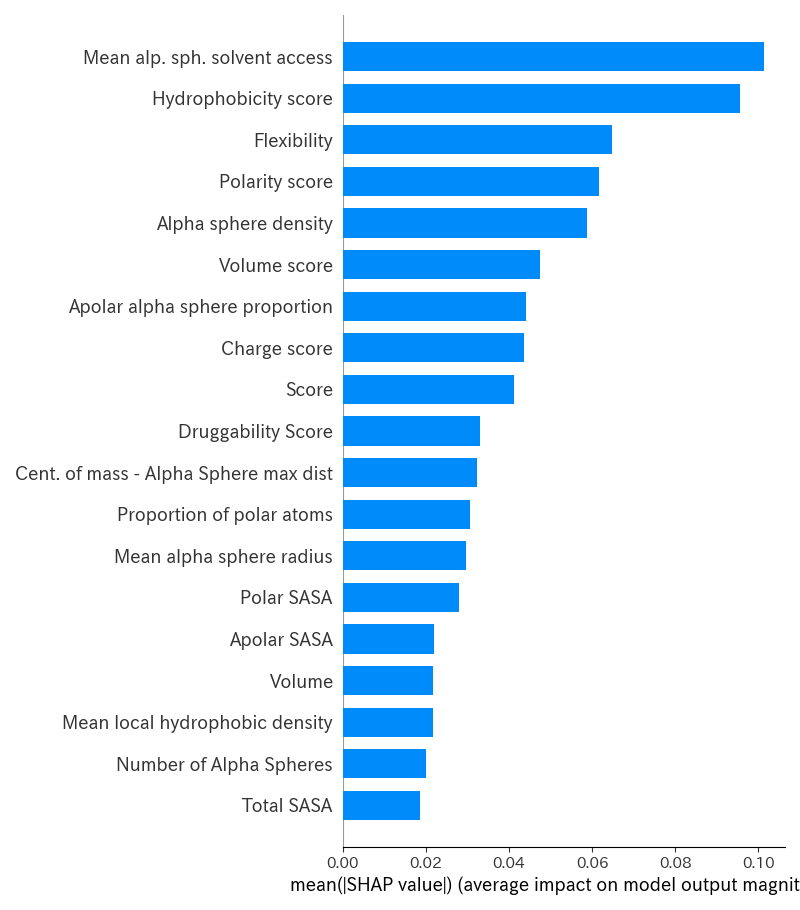 Mean alp. sph. solvent access
Hydrophobicity score
Flexibility
Polarity score
Alpha sphere density
Volume score
Apolar alpha sphere proportion
Charge score
Score
Druggability Score
Cent. of mass - Alpha Sphere max dist
Proportion of polar atoms
Mean alpha sphere radius
Polar SASA
Apolar SASA
Volume
Mean local hydrophobic density
Number of Alpha Spheres
Total SASA
0.00 0.02 0.04 0.06 0.08 0.10
mean(|SHAP value|) (average impact on model output magnit